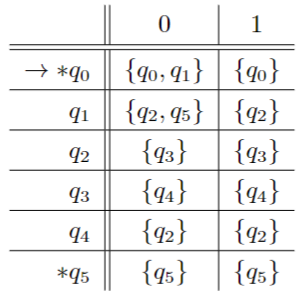 0 1
→ *q₀ {q₀, q₁} {q₀}
q₁ {q₂, q₅} {q₂}
q₂ {q₃} {q₃}
q₃ {q₄} {q₄}
q₄ {q₂} {q₂}
*q₅ {q₅} {q₅}